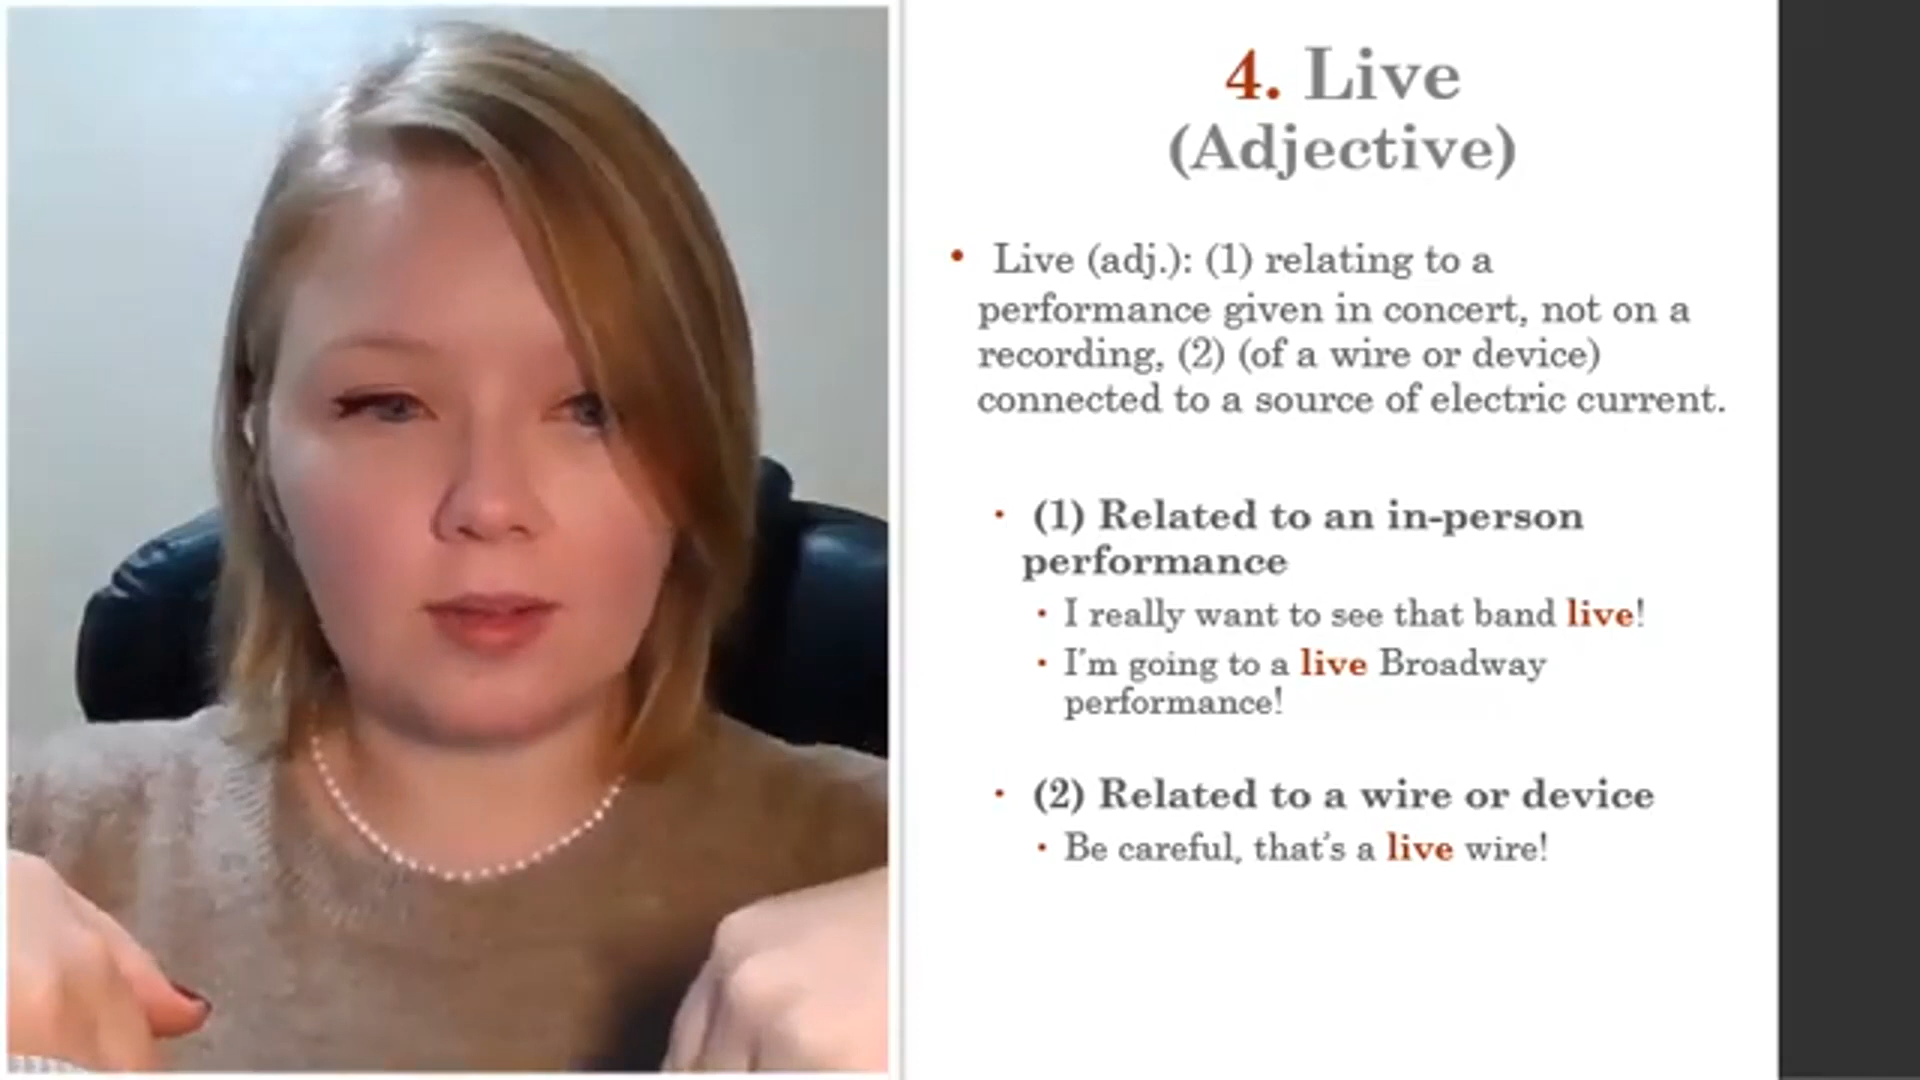 4. Live
(Adjective)
• Live (adj.): (1) relating to a
performance given in concert, not on a
recording, (2) (of a wire or device)
connected to a source of electric current.
• (1) Related to an in-person
performance
• I really want to see that band live!
• I'm going to a live Broadway
performance!
• (2) Related to a wire or device
• Be careful, that's a live wire!